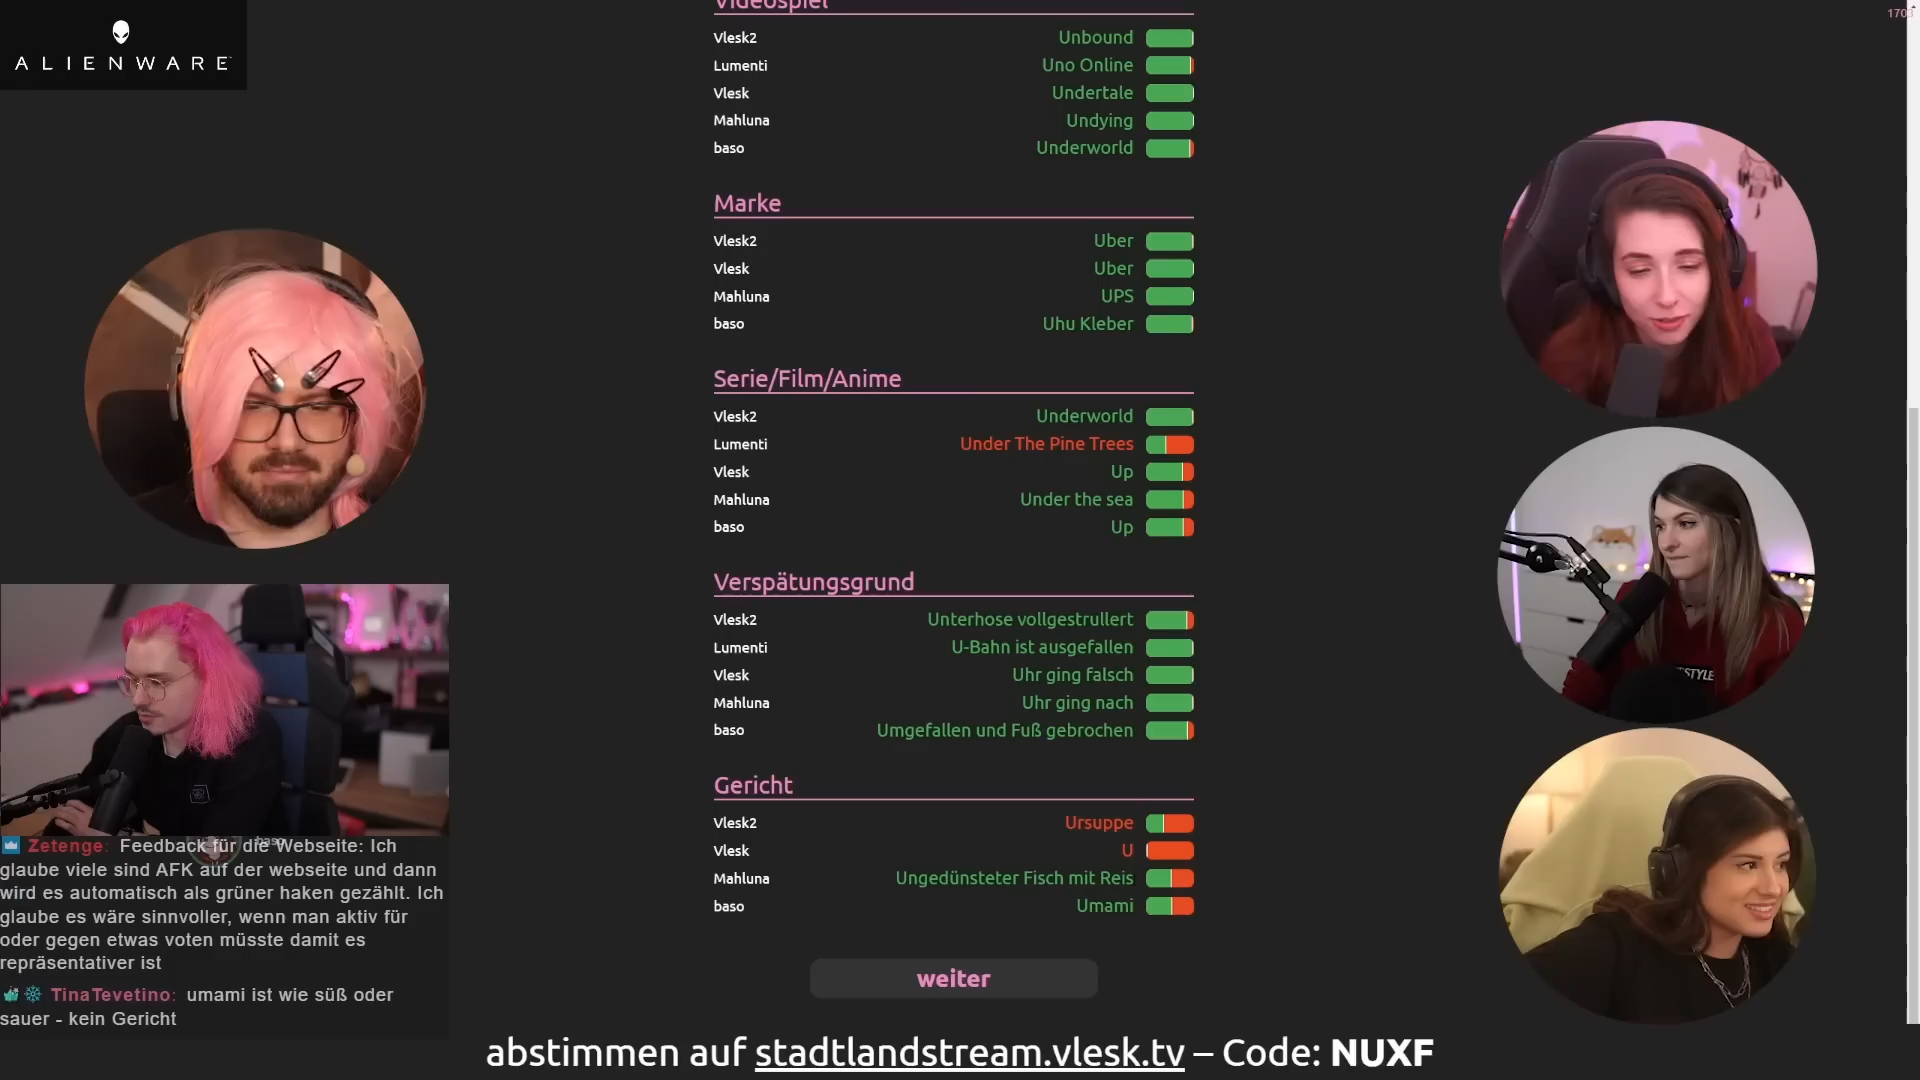 ALIENWARE
Videospiel
Vlesk2 Unbound
Lumenti Uno Online
Vlesk Undertale
Mahluna Undying
baso Underworld
Marke
Vlesk2 Uber
Vlesk Uber
Mahluna UPS
baso Uhu Kleber
Serie/Film/Anime
Vlesk2 Underworld
Lumenti Under The Pine Trees
Vlesk Up
Mahluna Under the sea
baso Up
Verspätungsgrund
Vlesk2 Unterhose vollgestrullert
Lumenti U-Bahn ist ausgefallen
Vlesk Uhr ging falsch
Mahluna Uhr ging nach
baso Umgefallen und Fuß gebrochen
Gericht
Vlesk2 Ursuppe
Vlesk U
Mahluna Ungedünsteter Fisch mit Reis
baso Umami
weiter
Zetenge: Feedback für die Webseite: Ich
glaube viele sind AFK auf der webseite und dann
wird es automatisch als grüner haken gezählt. Ich
glaube es wäre sinnvoller, wenn man aktiv für
oder gegen etwas voten müsste damit es
repräsentativer ist
TinaTevetino: umami ist wie süß oder
sauer - kein Gericht
abstimmen auf stadtlandstream.vlesk.tv – Code: NUXF